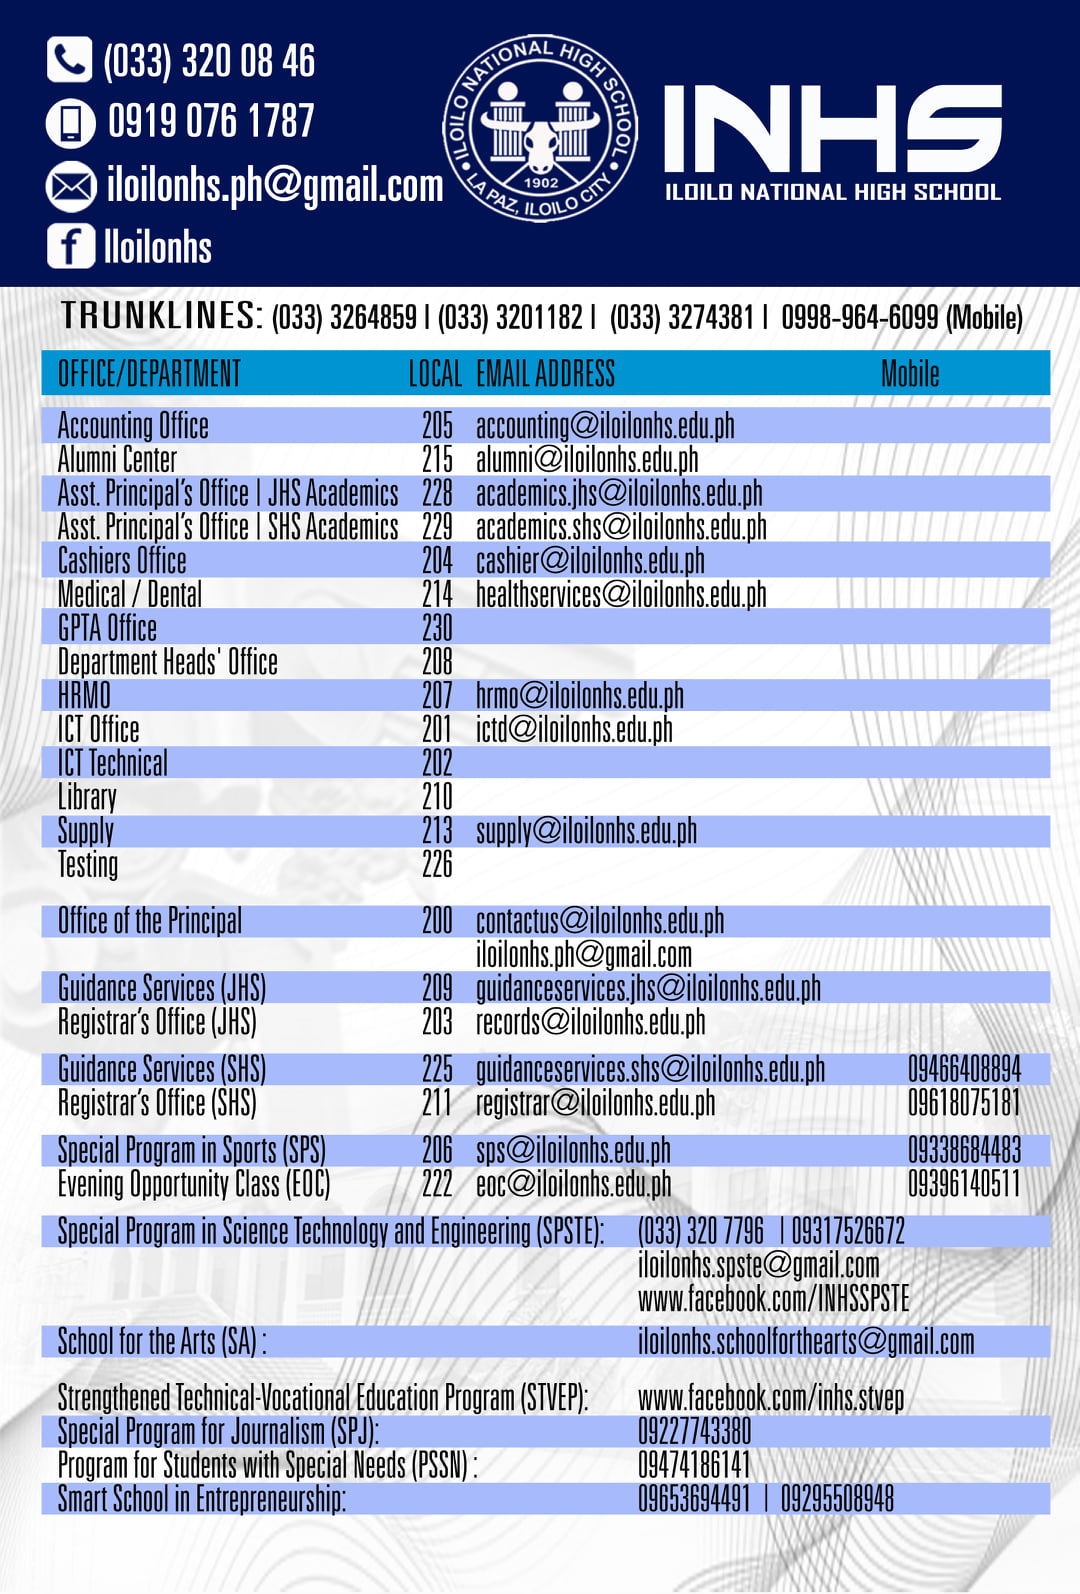 (033) 320 08 46
0919 076 1787
iloilonhs.ph@gmail.com
Iloilonhs
ILOILO NATIONAL HIGH SCHOOL
1902
LA PAZ, ILOILO CITY
INHS
ILOILO NATIONAL HIGH SCHOOL
TRUNKLINES: (033) 3264859 | (033) 3201182 | (033) 3274381 | 0998-964-6099 (Mobile)
OFFICE/DEPARTMENT LOCAL EMAIL ADDRESS Mobile
Accounting Office 205 accounting@iloilonhs.edu.ph
Alumni Center 215 alumni@iloilonhs.edu.ph
Asst. Principal's Office | JHS Academics 228 academics.jhs@iloilonhs.edu.ph
Asst. Principal's Office | SHS Academics 229 academics.shs@iloilonhs.edu.ph
Cashiers Office 204 cashier@iloilonhs.edu.ph
Medical / Dental 214 healthservices@iloilonhs.edu.ph
GPTA Office 230
Department Heads' Office 208
HRMO 207 hrmo@iloilonhs.edu.ph
ICT Office 201 ictd@iloilonhs.edu.ph
ICT Technical 202
Library 210
Supply 213 supply@iloilonhs.edu.ph
Testing 226
Office of the Principal 200 contactus@iloilonhs.edu.ph
iloilonhs.ph@gmail.com
Guidance Services (JHS) 209 guidanceservices.jhs@iloilonhs.edu.ph
Registrar's Office (JHS) 203 records@iloilonhs.edu.ph
Guidance Services (SHS) 225 guidanceservices.shs@iloilonhs.edu.ph 09466408894
Registrar's Office (SHS) 211 registrar@iloilonhs.edu.ph 09618075181
Special Program in Sports (SPS) 206 sps@iloilonhs.edu.ph 09338684483
Evening Opportunity Class (EOC) 222 eoc@iloilonhs.edu.ph 09396140511
Special Program in Science Technology and Engineering (SPSTE): (033) 320 7796 | 09317526672
iloilonhs.spste@gmail.com
www.facebook.com/INHSSPSTE
School for the Arts (SA) : iloilonhs.schoolforthearts@gmail.com
Strengthened Technical-Vocational Education Program (STVEP): www.facebook.com/inhs.stvep
Special Program for Journalism (SPJ): 09227743380
Program for Students with Special Needs (PSSN) : 09474186141
Smart School in Entrepreneurship: 09653694491 | 09295508948